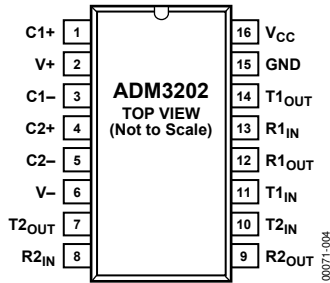 C1+ 1
V+ 2
C1– 3
C2+ 4
C2– 5
V– 6
T2OUT 7
R2IN 8
ADM3202
TOP VIEW
(Not to Scale)
16 VCC
15 GND
14 T1OUT
13 R1IN
12 R1OUT
11 T1IN
10 T2IN
9 R2OUT
00071-004